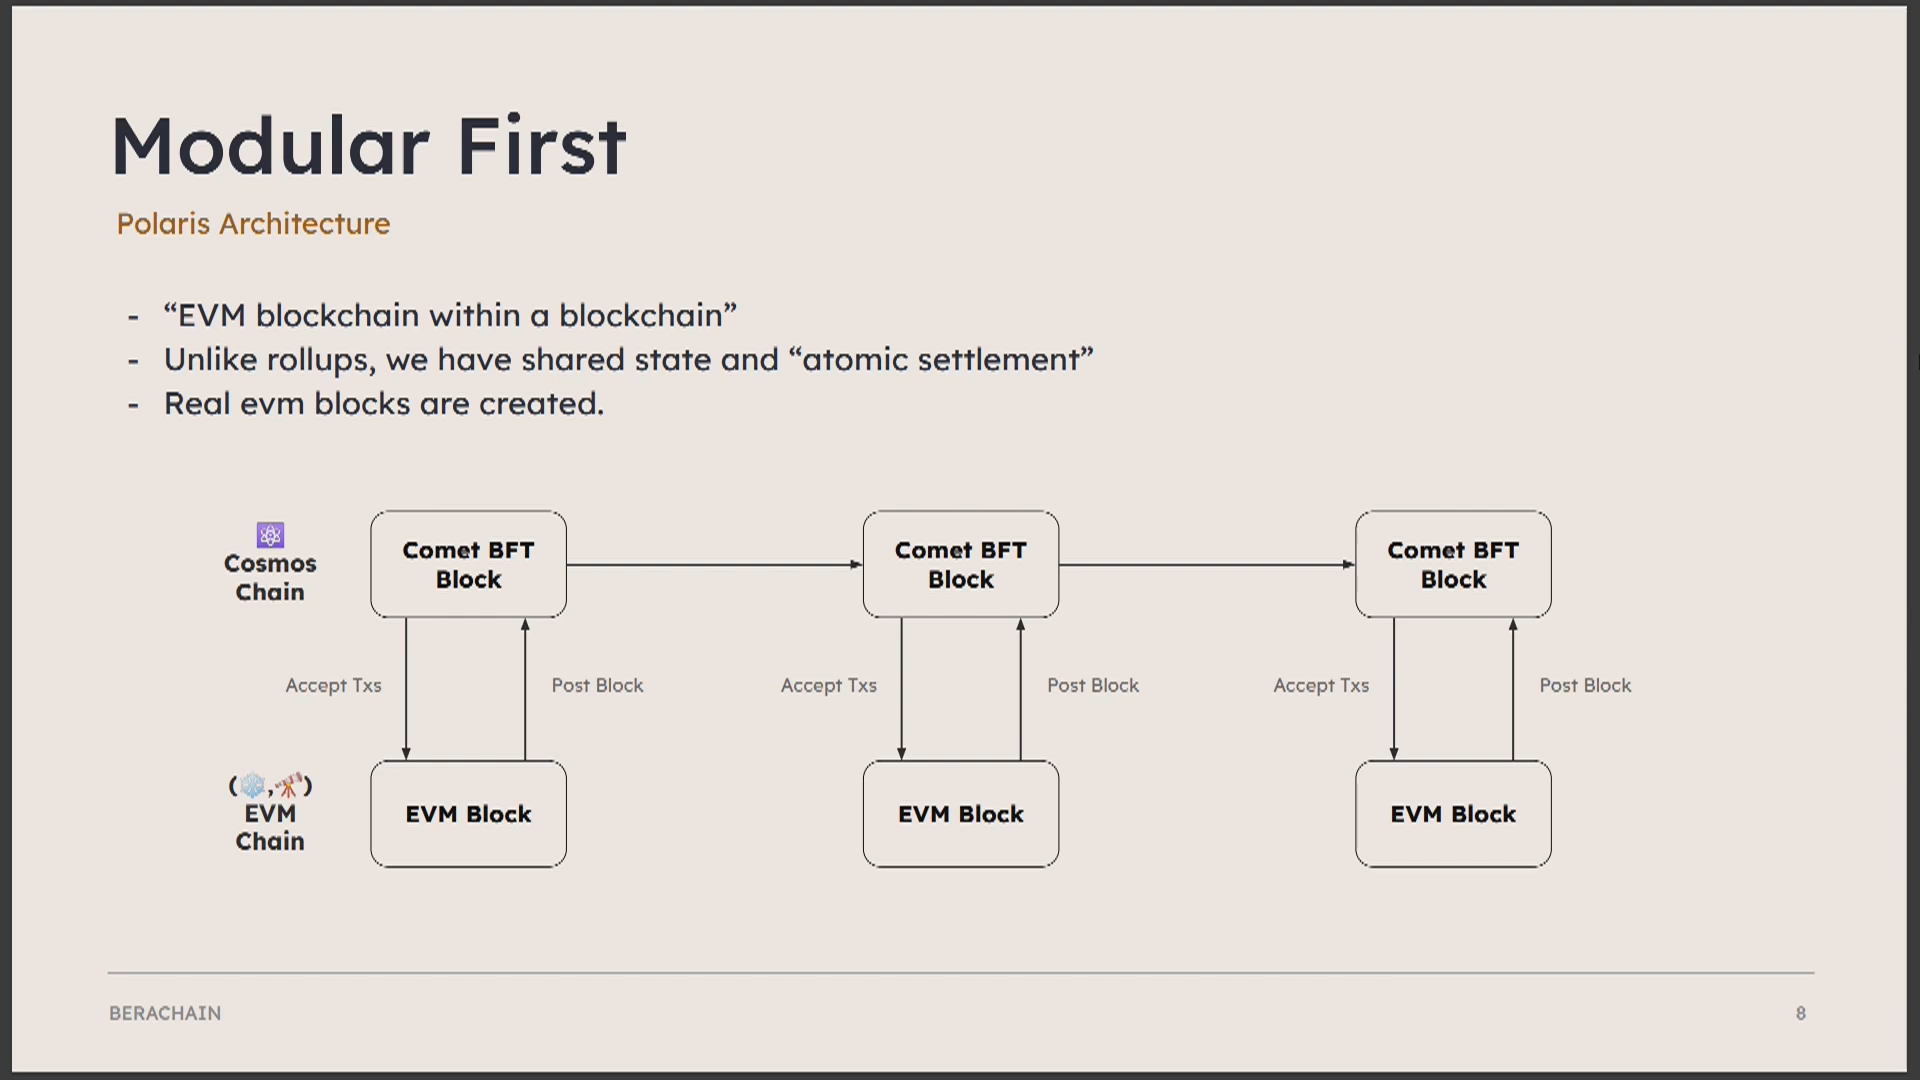 Modular First
Polaris Architecture
- “EVM blockchain within a blockchain”
- Unlike rollups, we have shared state and “atomic settlement”
- Real evm blocks are created.
Cosmos
Chain
Comet BFT
Block
Comet BFT
Block
Comet BFT
Block
Accept Txs
Post Block
Accept Txs
Post Block
Accept Txs
Post Block
(❄️,🔭)
EVM
Chain
EVM Block
EVM Block
EVM Block
BERACHAIN
8